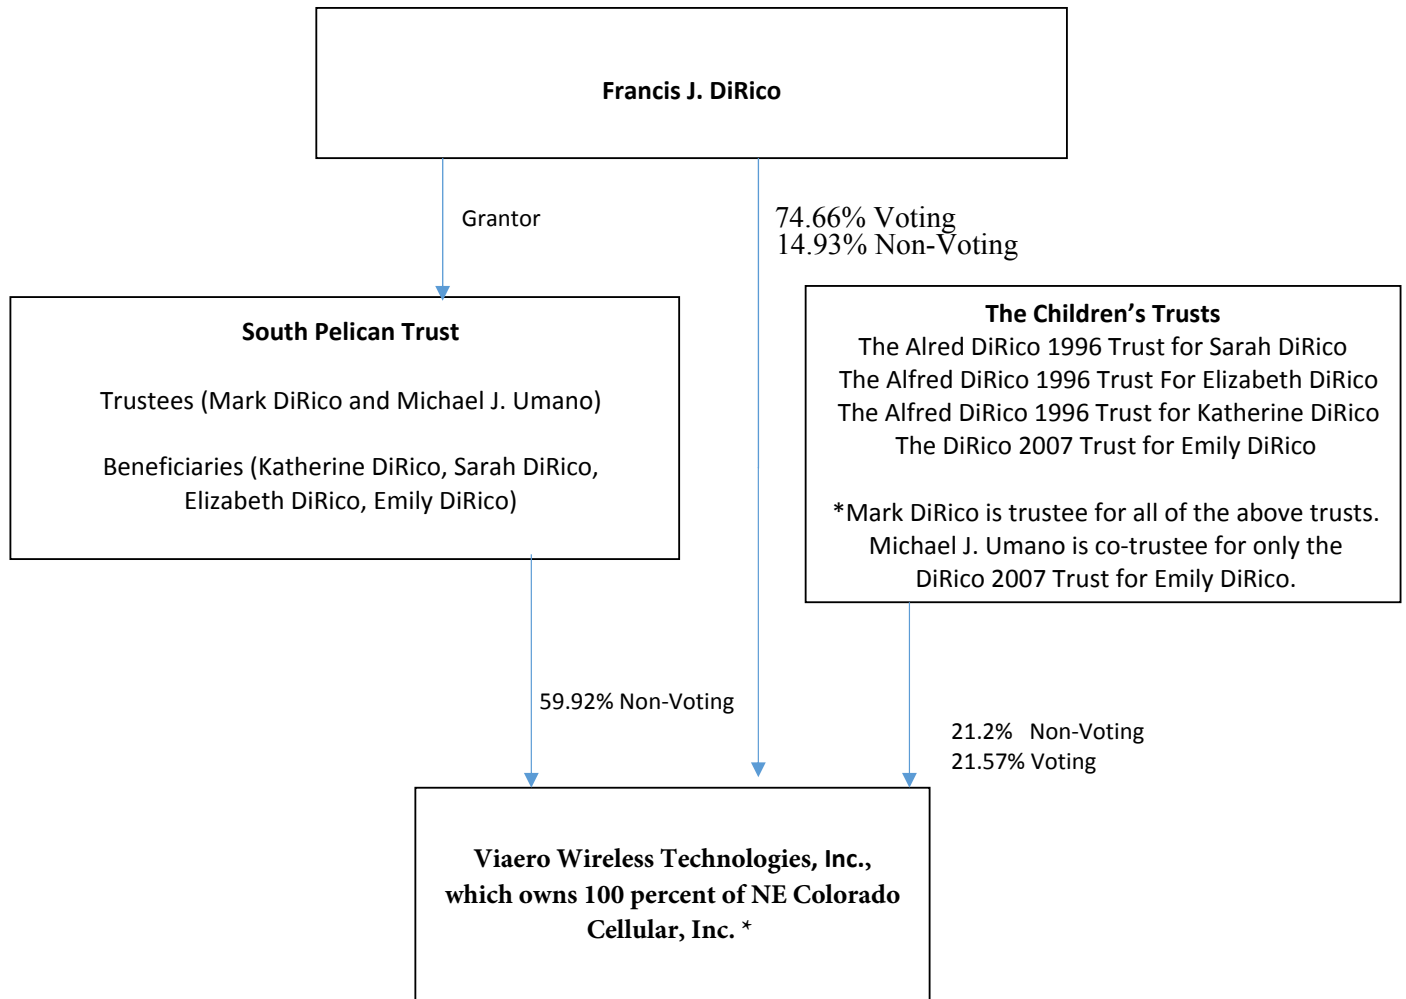 Francis J. DiRico
Grantor
74.66% Voting
14.93% Non-Voting
South Pelican Trust
Trustees (Mark DiRico and Michael J. Umano)
Beneficiaries (Katherine DiRico, Sarah DiRico,
Elizabeth DiRico, Emily DiRico)
The Children’s Trusts
The Alred DiRico 1996 Trust for Sarah DiRico
The Alfred DiRico 1996 Trust For Elizabeth DiRico
The Alfred DiRico 1996 Trust for Katherine DiRico
The DiRico 2007 Trust for Emily DiRico
*Mark DiRico is trustee for all of the above trusts.
Michael J. Umano is co-trustee for only the
DiRico 2007 Trust for Emily DiRico.
59.92% Non-Voting
21.2% Non-Voting
21.57% Voting
Viaero Wireless Technologies, Inc.,
which owns 100 percent of NE Colorado
Cellular, Inc. *